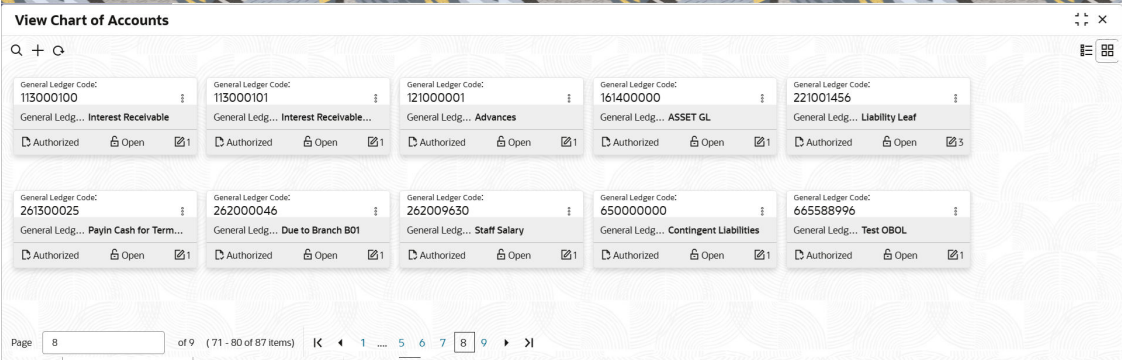 View Chart of Accounts
General Ledger Code: General Ledger Code: General Ledger Code: General Ledger Code: General Ledger Code:
113000100 113000101 121000001 161400000 221001456
General Ledg... Interest Receivable General Ledg... Interest Receivable... General Ledg... Advances General Ledg... ASSET GL General Ledg... Liability Leaf
Authorized Open 1 Authorized Open 1 Authorized Open 1 Authorized Open 1 Authorized Open 3
General Ledger Code: General Ledger Code: General Ledger Code: General Ledger Code: General Ledger Code:
261300025 262000046 262009630 650000000 665588996
General Ledg... Payin Cash for Term... General Ledg... Due to Branch B01 General Ledg... Staff Salary General Ledg... Contingent Liabilities General Ledg... Test OBOL
Authorized Open 1 Authorized Open 1 Authorized Open 1 Authorized Open 1 Authorized Open 1
Page 8 of 9 (71 - 80 of 87 items) 1 .... 5 6 7 8 9